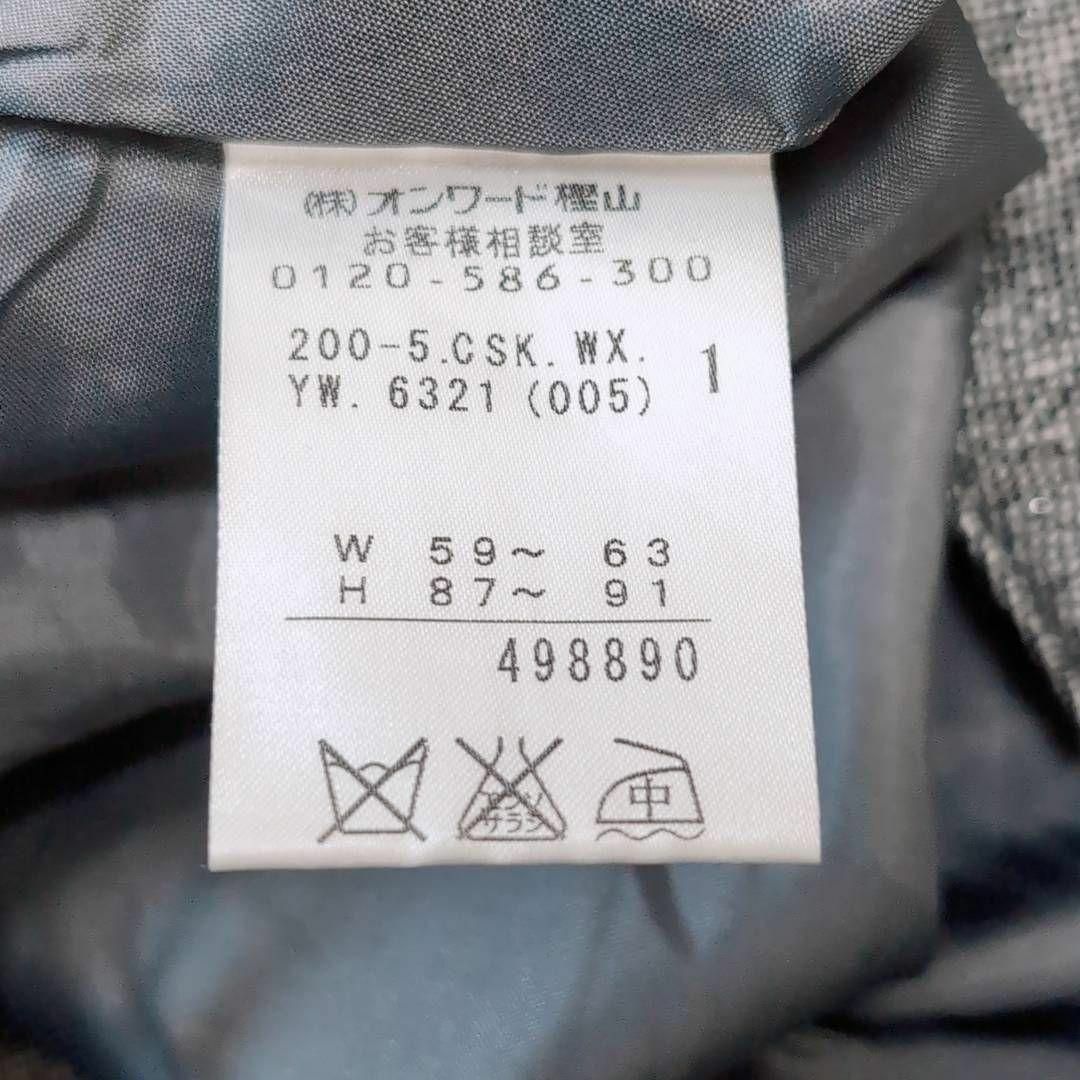 (株)オンワード樫山
お客様相談室
0120-586-300
200-5.CSK.WX.
YW. 6321 (005) 1
W 59〜 63
H 87〜 91
498890
エンソ
サラシ
中